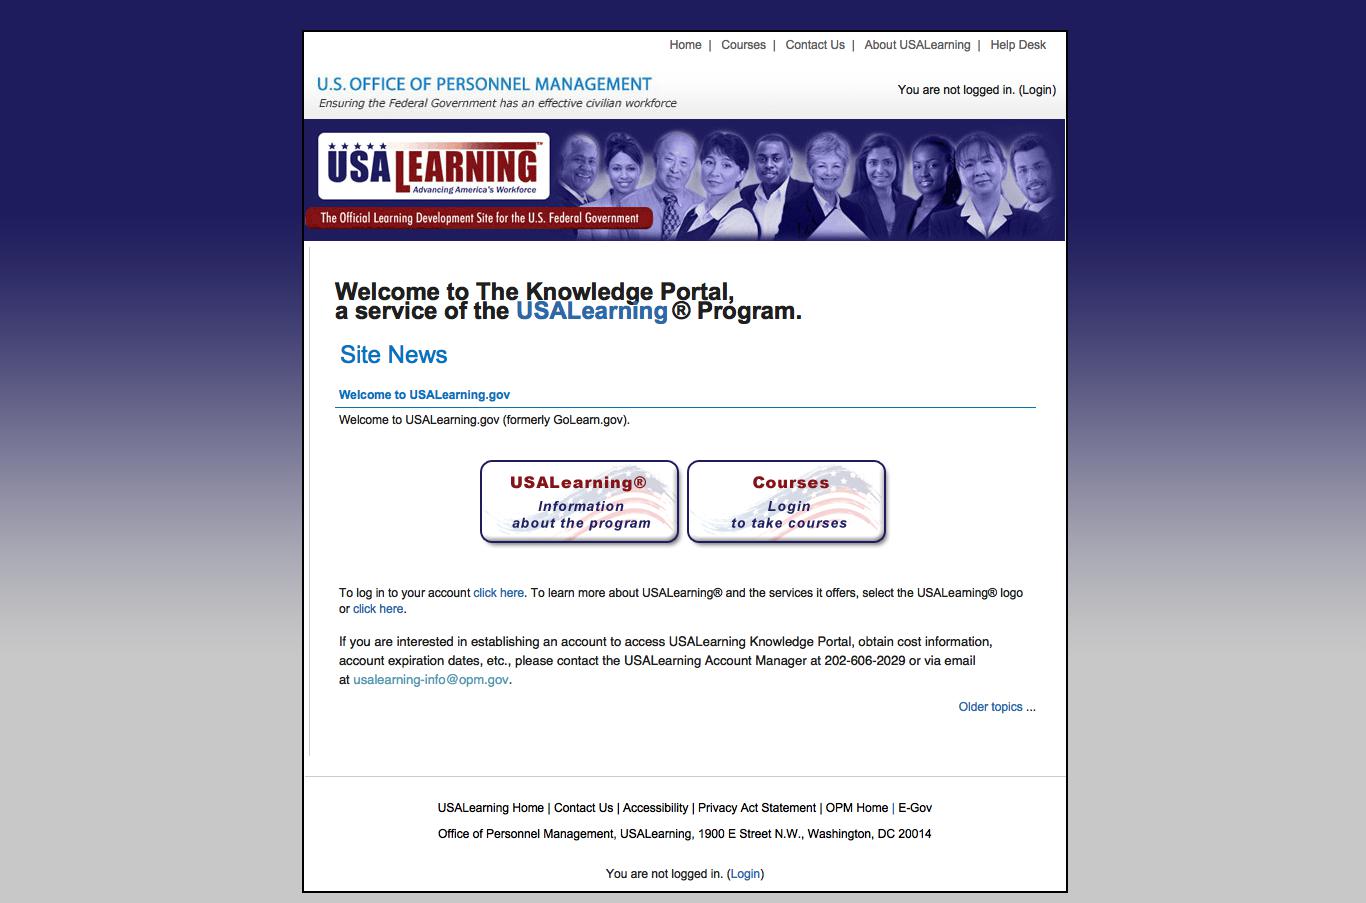 Home | Courses | Contact Us | About USALearning | Help Desk
U.S. OFFICE OF PERSONNEL MANAGEMENT
Ensuring the Federal Government has an effective civilian workforce
You are not logged in. (Login)
USALEARNING™
Advancing America's Workforce
The Official Learning Development Site for the U.S. Federal Government
Welcome to The Knowledge Portal,
a service of the USALearning® Program.
Site News
Welcome to USALearning.gov
Welcome to USALearning.gov (formerly GoLearn.gov).
USALearning®
Information
about the program
Courses
Login
to take courses
To log in to your account click here. To learn more about USALearning® and the services it offers, select the USALearning® logo
or click here.
If you are interested in establishing an account to access USALearning Knowledge Portal, obtain cost information,
account expiration dates, etc., please contact the USALearning Account Manager at 202-606-2029 or via email
at usalearning-info@opm.gov.
Older topics ...
USALearning Home | Contact Us | Accessibility | Privacy Act Statement | OPM Home | E-Gov
Office of Personnel Management, USALearning, 1900 E Street N.W., Washington, DC 20014
You are not logged in. (Login)